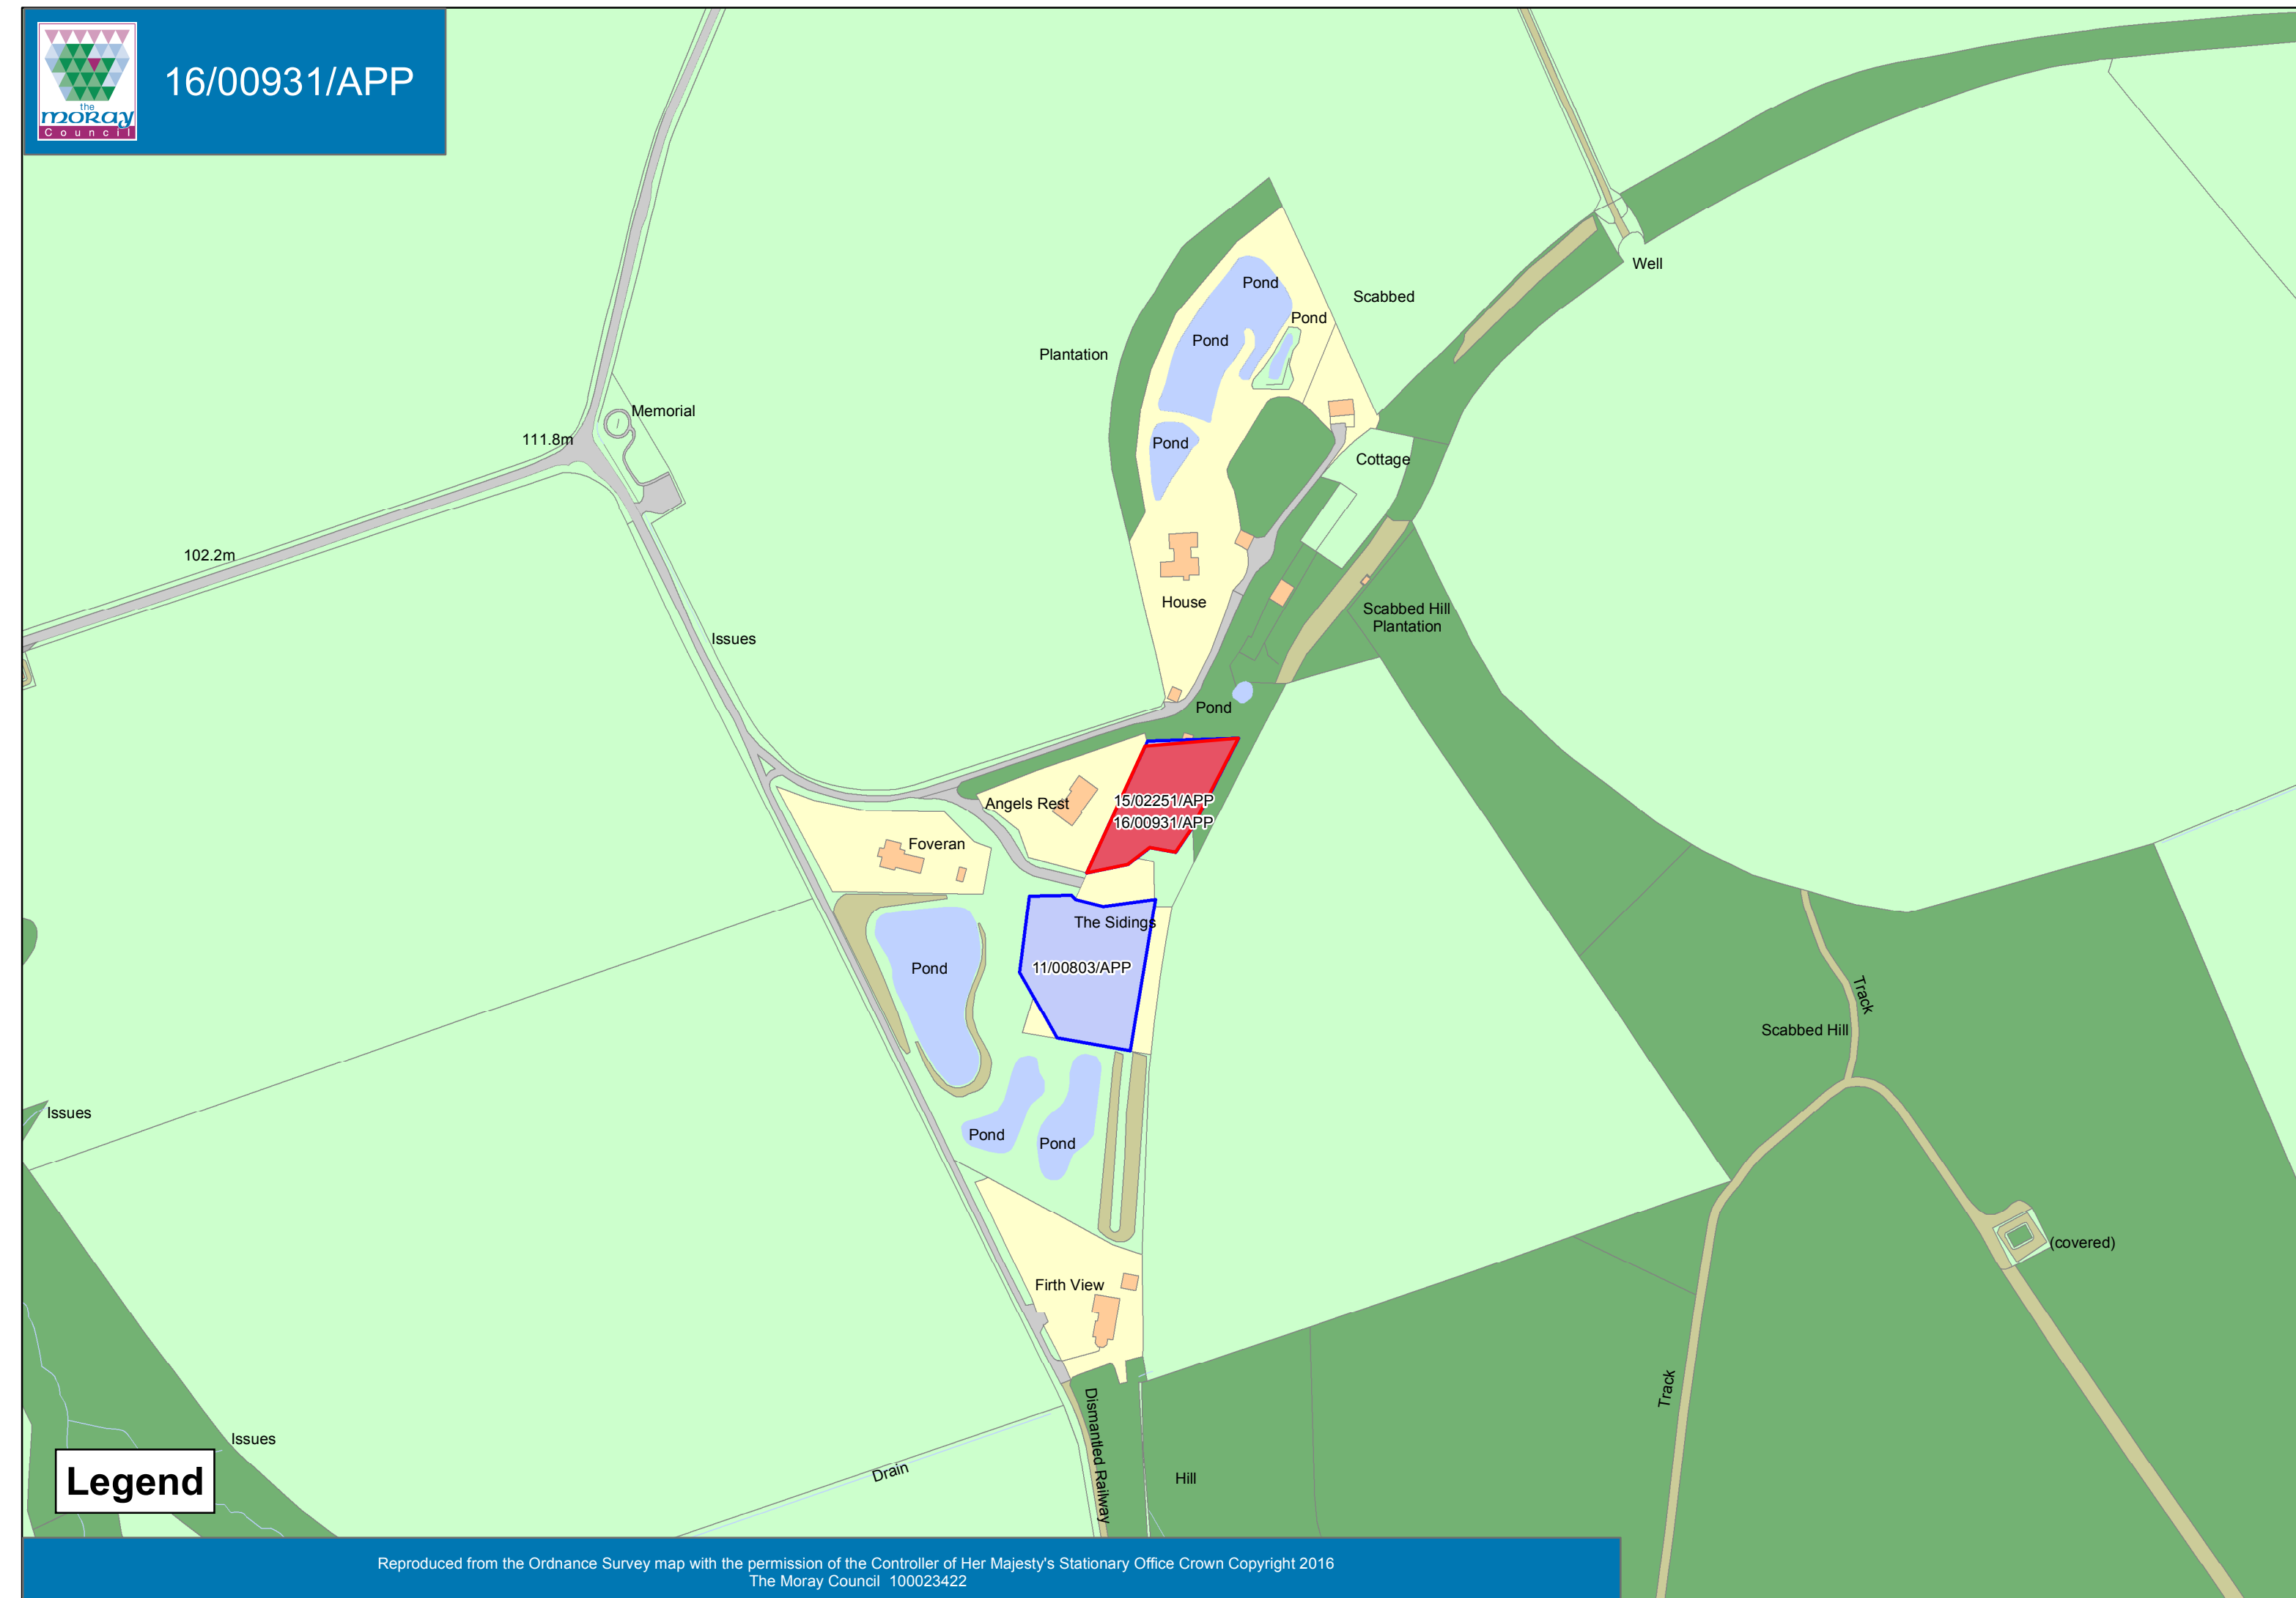 the
moray
Council
16/00931/APP
Well
Pond
Scabbed
Pond
Pond
Plantation
Memorial
111.8m
Pond
Cottage
102.2m
House
Scabbed Hill
Plantation
Issues
Pond
15/02251/APP
Angels Rest
16/00931/APP
Foveran
The Sidings
11/00803/APP
Pond
Track
Scabbed Hill
Issues
Pond
Pond
(covered)
Firth View
Track
Dismantled Railway
Issues
Drain
Hill
Legend
Reproduced from the Ordnance Survey map with the permission of the Controller of Her Majesty's Stationary Office Crown Copyright 2016
The Moray Council 100023422